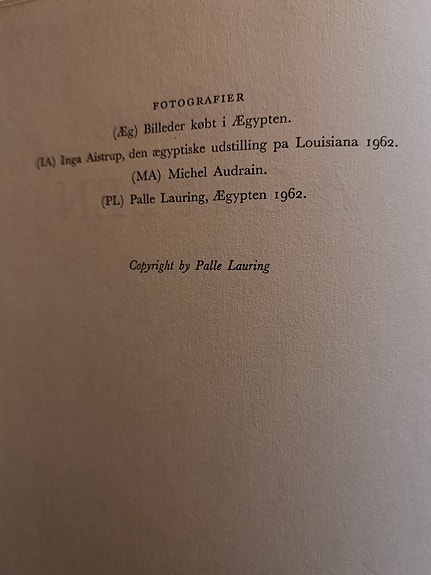 FOTOGRAFIER
(Æg) Billeder købt i Ægypten.
(IA) Inga Aistrup, den ægyptiske udstilling pa Louisiana 1962.
(MA) Michel Audrain.
(PL) Palle Lauring, Ægypten 1962.
Copyright by Palle Lauring